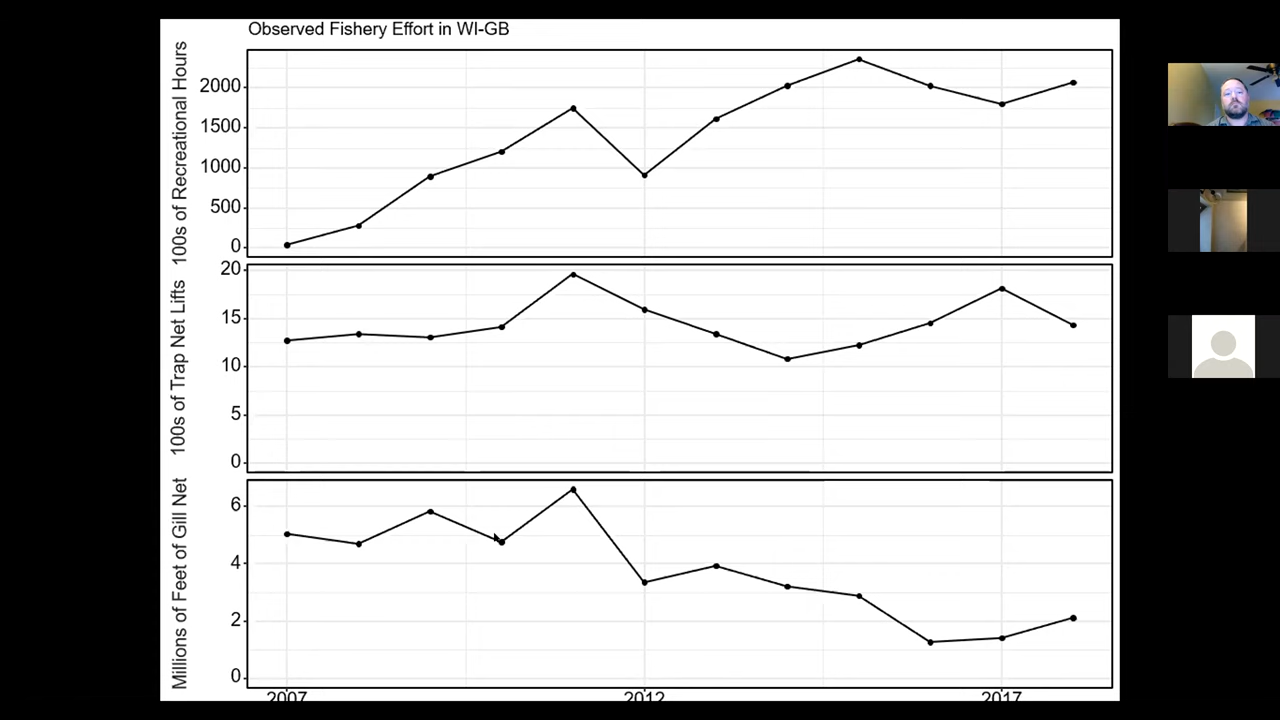 Observed Fishery Effort in WI-GB
100s of Recreational Hours
2000
1500
1000
500
0
100s of Trap Net Lifts
20
15
10
5
0
Millions of Feet of Gill Net
6
4
2
0
2007 2012 2017